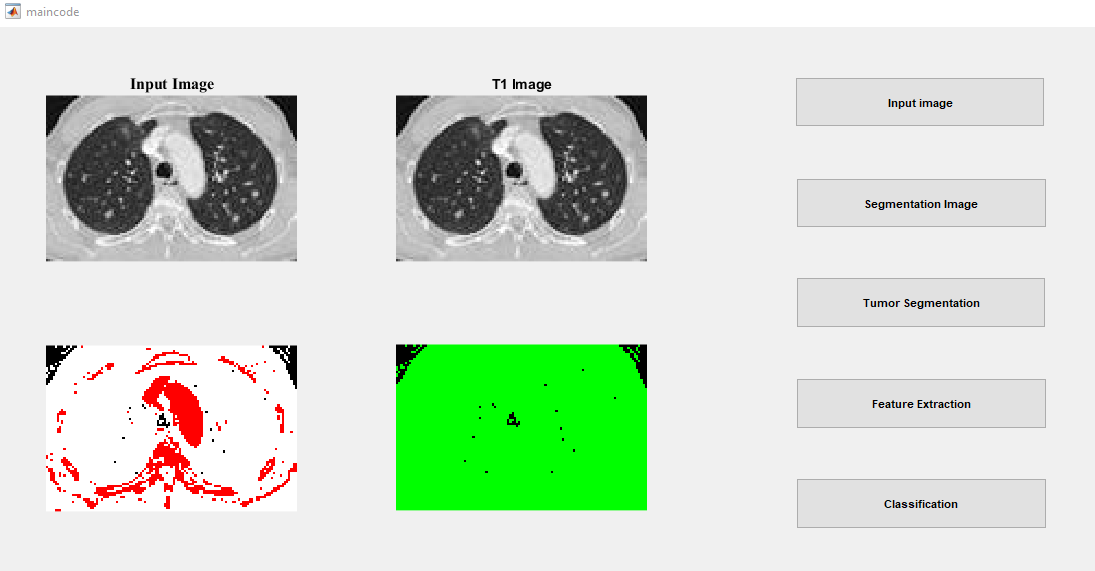 maincode
Input Image
T1 Image
Input image
Segmentation Image
Tumor Segmentation
Feature Extraction
Classification